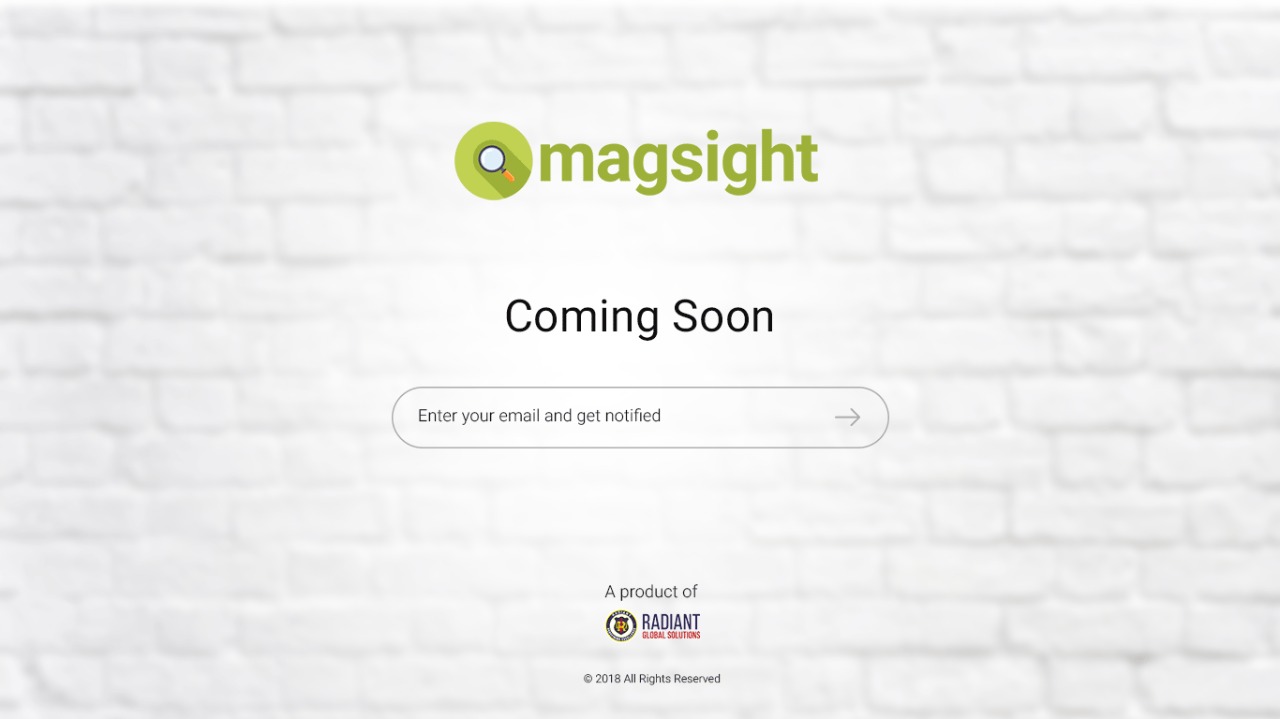 magsight
Coming Soon
Enter your email and get notified
A product of
RADIANT
GLOBAL SOLUTIONS
© 2018 All Rights Reserved